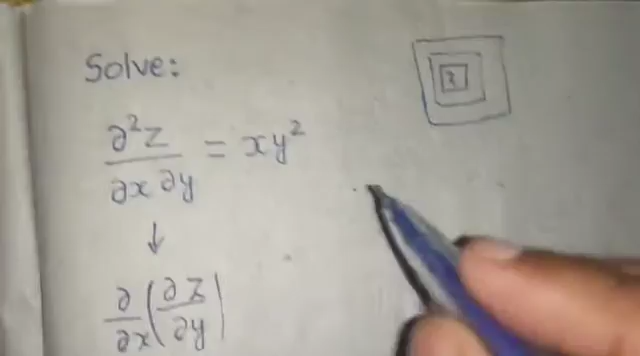 Solve:
∂²z/∂x ∂y = xy²
↓
∂/∂x(∂z/∂y)